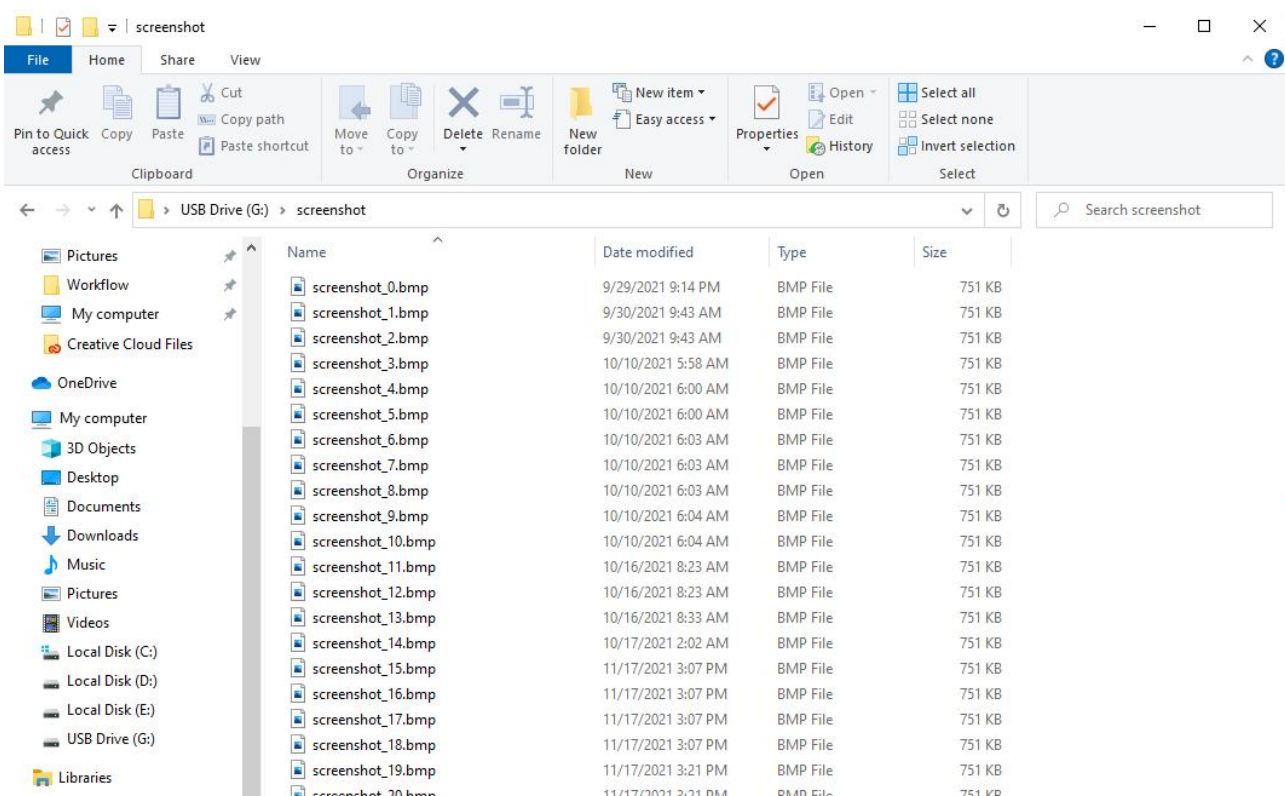 screenshot
File Home Share View
Pin to Quick access
Copy
Paste
Cut
Copy path
Paste shortcut
Clipboard
Move to
Copy to
Delete
Rename
Organize
New folder
New item
Easy access
New
Properties
Open
Edit
History
Open
Select all
Select none
Invert selection
Select
USB Drive (G:) screenshot
Search screenshot
Pictures
Workflow
My computer
Creative Cloud Files
OneDrive
My computer
3D Objects
Desktop
Documents
Downloads
Music
Pictures
Videos
Local Disk (C:)
Local Disk (D:)
Local Disk (E:)
USB Drive (G:)
Libraries
Name Date modified Type Size
screenshot_0.bmp 9/29/2021 9:14 PM BMP File 751 KB
screenshot_1.bmp 9/30/2021 9:43 AM BMP File 751 KB
screenshot_2.bmp 9/30/2021 9:43 AM BMP File 751 KB
screenshot_3.bmp 10/10/2021 5:58 AM BMP File 751 KB
screenshot_4.bmp 10/10/2021 6:00 AM BMP File 751 KB
screenshot_5.bmp 10/10/2021 6:00 AM BMP File 751 KB
screenshot_6.bmp 10/10/2021 6:03 AM BMP File 751 KB
screenshot_7.bmp 10/10/2021 6:03 AM BMP File 751 KB
screenshot_8.bmp 10/10/2021 6:03 AM BMP File 751 KB
screenshot_9.bmp 10/10/2021 6:04 AM BMP File 751 KB
screenshot_10.bmp 10/10/2021 6:04 AM BMP File 751 KB
screenshot_11.bmp 10/16/2021 8:23 AM BMP File 751 KB
screenshot_12.bmp 10/16/2021 8:23 AM BMP File 751 KB
screenshot_13.bmp 10/16/2021 8:33 AM BMP File 751 KB
screenshot_14.bmp 10/17/2021 2:02 AM BMP File 751 KB
screenshot_15.bmp 11/17/2021 3:07 PM BMP File 751 KB
screenshot_16.bmp 11/17/2021 3:07 PM BMP File 751 KB
screenshot_17.bmp 11/17/2021 3:07 PM BMP File 751 KB
screenshot_18.bmp 11/17/2021 3:07 PM BMP File 751 KB
screenshot_19.bmp 11/17/2021 3:21 PM BMP File 751 KB
screenshot_20.bmp 11/17/2021 3:21 PM BMP File 751 KB